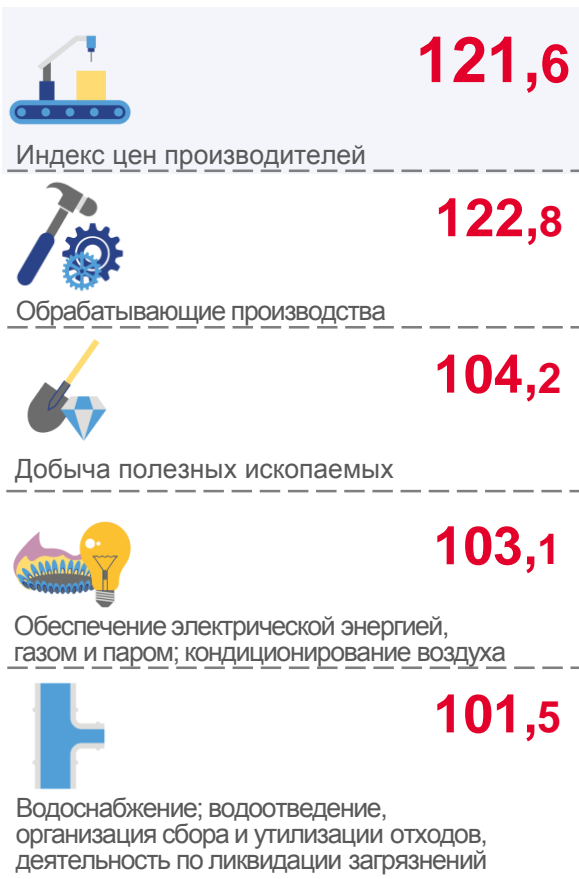 121,6
Индекс цен производителей
122,8
Обрабатывающие производства
104,2
Добыча полезных ископаемых
103,1
Обеспечение электрической энергией,
газом и паром; кондиционирование воздуха
101,5
Водоснабжение; водоотведение,
организация сбора и утилизации отходов,
деятельность по ликвидации загрязнений